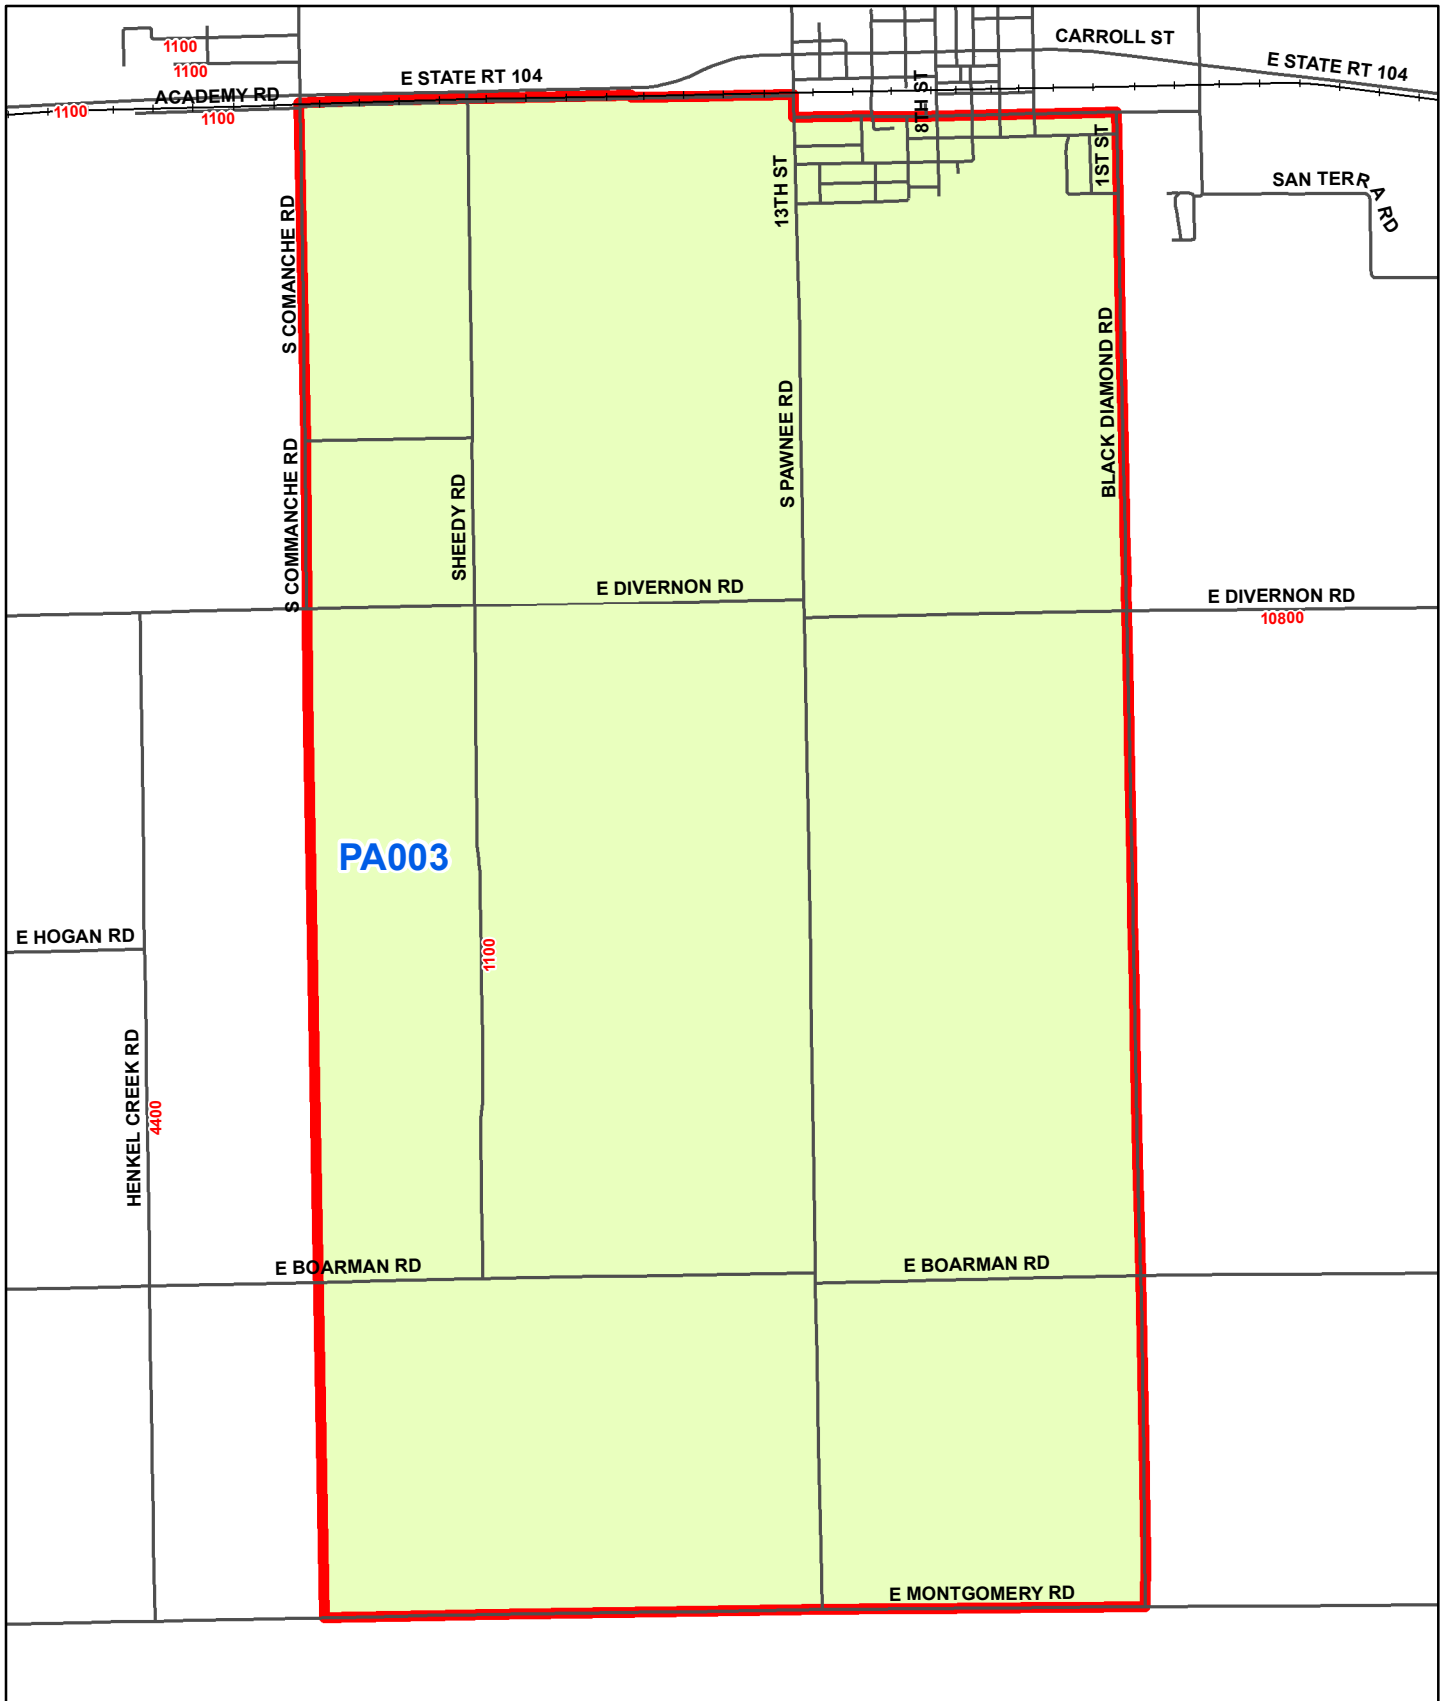 CARROLL ST
1100
E STATE RT 104
1100
E STATE RT 104
ACADEMY RD
1100
1100
8TH ST
1ST ST
13TH ST
SAN TERRA RD
S COMANCHE RD
BLACK DIAMOND RD
S PAWNEE RD
S COMMANCHE RD
SHEEDY RD
E DIVERNON RD
E DIVERNON RD
10800
PA003
E HOGAN RD
1100
HENKEL CREEK RD
4400
E BOARMAN RD
E BOARMAN RD
E MONTGOMERY RD